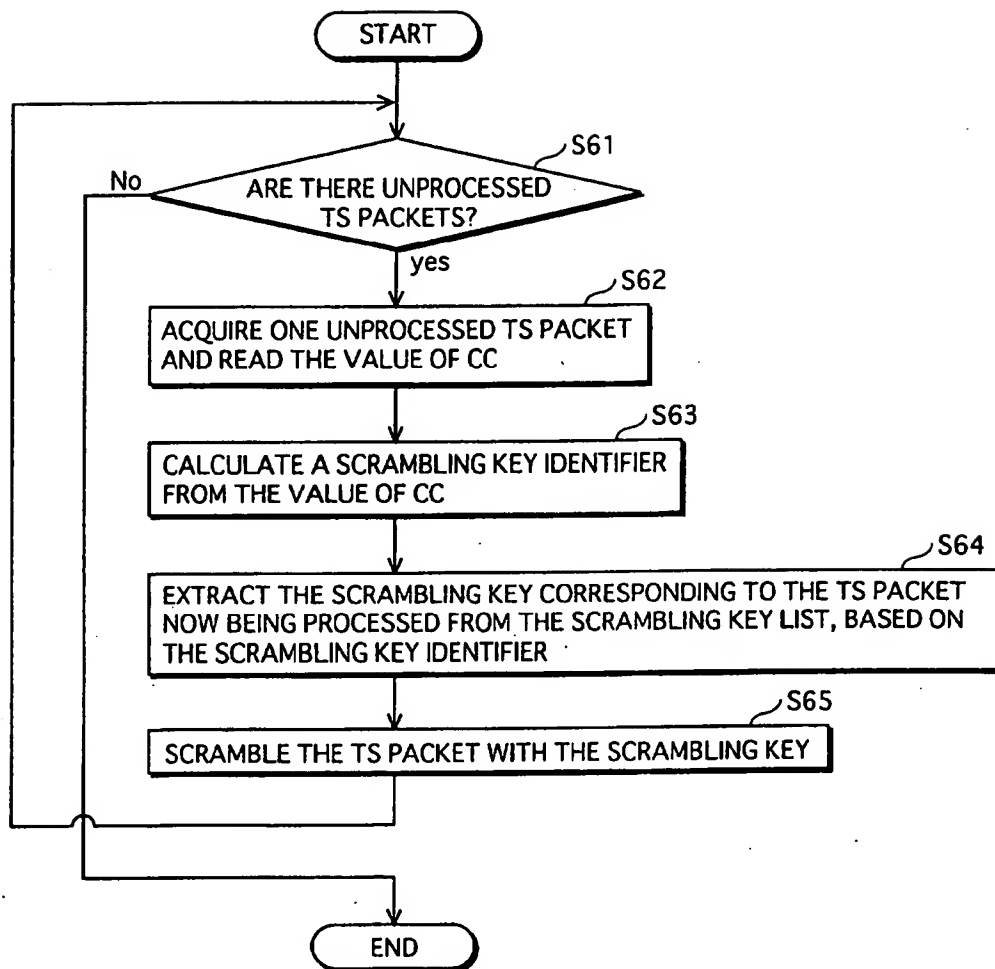 START
S61
No
ARE THERE UNPROCESSED
TS PACKETS?
yes
S62
ACQUIRE ONE UNPROCESSED TS PACKET
AND READ THE VALUE OF CC
S63
CALCULATE A SCRAMBLING KEY IDENTIFIER
FROM THE VALUE OF CC
S64
EXTRACT THE SCRAMBLING KEY CORRESPONDING TO THE TS PACKET
NOW BEING PROCESSED FROM THE SCRAMBLING KEY LIST, BASED ON
THE SCRAMBLING KEY IDENTIFIER
S65
SCRAMBLE THE TS PACKET WITH THE SCRAMBLING KEY
END